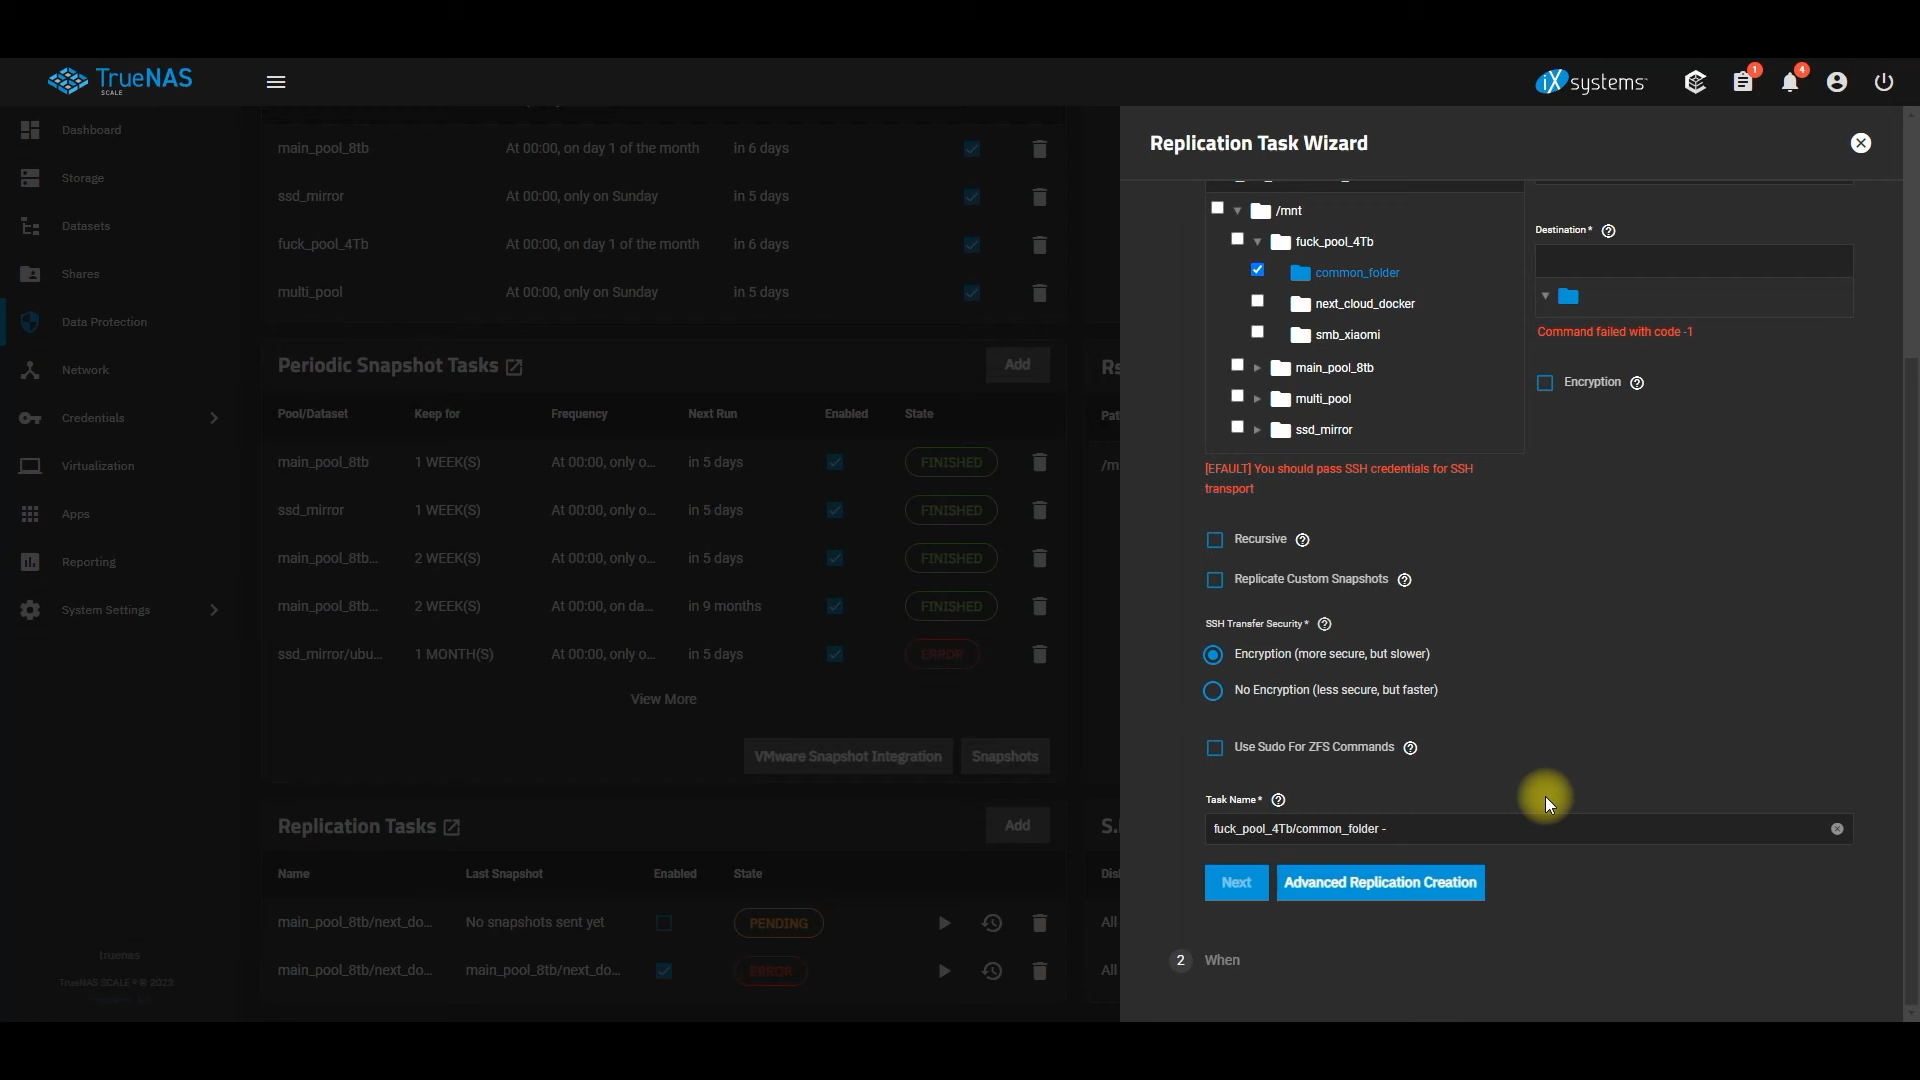 TrueNAS
SCALE
iXsystems
1
4
Dashboard
Storage
Datasets
Shares
Data Protection
Network
Credentials
Virtualization
Apps
Reporting
System Settings
truenas
TrueNAS SCALE ® © 2023
main_pool_8tb At 00:00, on day 1 of the month in 6 days
ssd_mirror At 00:00, only on Sunday in 5 days
fuck_pool_4Tb At 00:00, on day 1 of the month in 6 days
multi_pool At 00:00, only on Sunday in 5 days
Periodic Snapshot Tasks Add
Pool/Dataset Keep for Frequency Next Run Enabled State
main_pool_8tb 1 WEEK(S) At 00:00, only o... in 5 days FINISHED
ssd_mirror 1 WEEK(S) At 00:00, only o... in 5 days FINISHED
main_pool_8tb... 2 WEEK(S) At 00:00, only o... in 5 days FINISHED
main_pool_8tb... 2 WEEK(S) At 00:00, on da... in 9 months FINISHED
ssd_mirror/ubu... 1 MONTH(S) At 00:00, only o... in 5 days ERROR
View More
VMware Snapshot Integration Snapshots
Replication Tasks Add
Name Last Snapshot Enabled State
main_pool_8tb/next_do... No snapshots sent yet PENDING
main_pool_8tb/next_do... main_pool_8tb/next_do... ERROR
Rs
Pat
/m
S.
Dis
All
All
Replication Task Wizard
/mnt
fuck_pool_4Tb
common_folder
next_cloud_docker
smb_xiaomi
main_pool_8tb
multi_pool
ssd_mirror
[EFAULT] You should pass SSH credentials for SSH
transport
Destination *
Command failed with code -1
Encryption
Recursive
Replicate Custom Snapshots
SSH Transfer Security *
Encryption (more secure, but slower)
No Encryption (less secure, but faster)
Use Sudo For ZFS Commands
Task Name *
fuck_pool_4Tb/common_folder -
Next Advanced Replication Creation
2 When